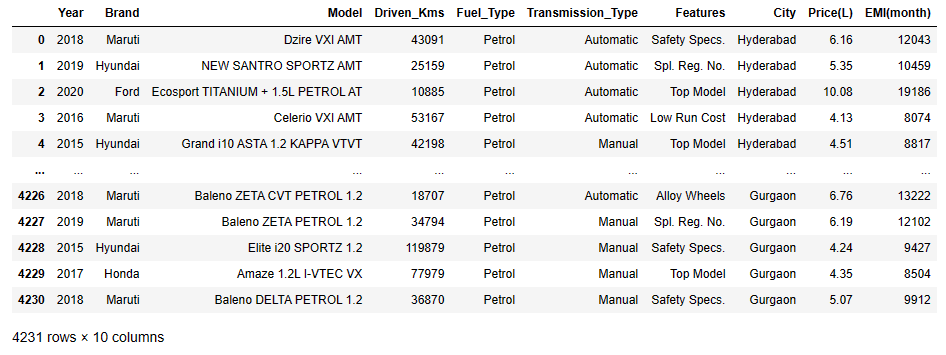 Year Brand Model Driven_Kms Fuel_Type Transmission_Type Features City Price(L) EMI(month)
0 2018 Maruti Dzire VXI AMT 43091 Petrol Automatic Safety Specs. Hyderabad 6.16 12043
1 2019 Hyundai NEW SANTRO SPORTZ AMT 25159 Petrol Automatic Spl. Reg. No. Hyderabad 5.35 10459
2 2020 Ford Ecosport TITANIUM + 1.5L PETROL AT 10885 Petrol Automatic Top Model Hyderabad 10.08 19186
3 2016 Maruti Celerio VXI AMT 53167 Petrol Automatic Low Run Cost Hyderabad 4.13 8074
4 2015 Hyundai Grand i10 ASTA 1.2 KAPPA VTVT 42198 Petrol Manual Top Model Hyderabad 4.51 8817
... ... ... ... ... ... ... ... ... ... ...
4226 2018 Maruti Baleno ZETA CVT PETROL 1.2 18707 Petrol Automatic Alloy Wheels Gurgaon 6.76 13222
4227 2019 Maruti Baleno ZETA PETROL 1.2 34794 Petrol Manual Spl. Reg. No. Gurgaon 6.19 12102
4228 2015 Hyundai Elite i20 SPORTZ 1.2 119879 Petrol Manual Safety Specs. Gurgaon 4.24 9427
4229 2017 Honda Amaze 1.2L I-VTEC VX 77979 Petrol Manual Top Model Gurgaon 4.35 8504
4230 2018 Maruti Baleno DELTA PETROL 1.2 36870 Petrol Manual Safety Specs. Gurgaon 5.07 9912
4231 rows × 10 columns